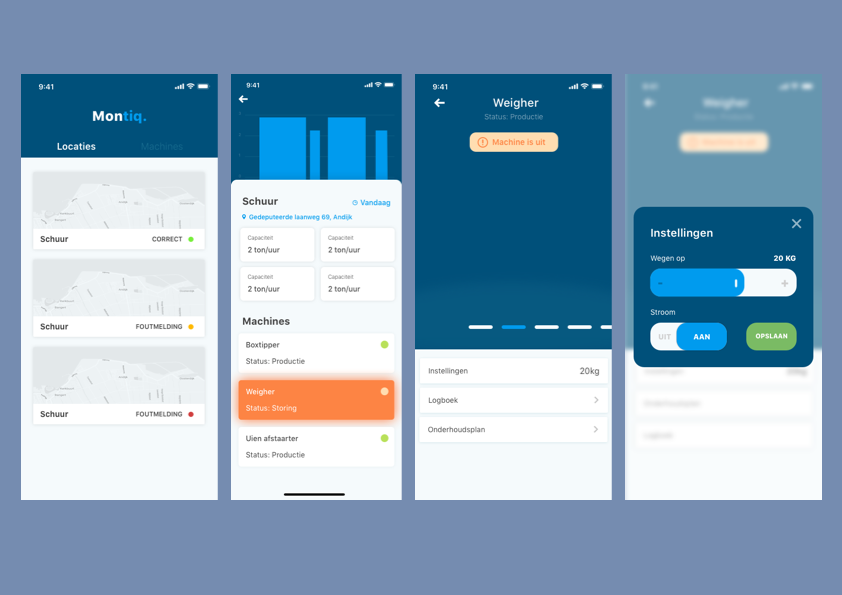 9:41
Montiq.
Locaties
Machines
Schuur
CORRECT
Schuur
FOUTMELDING
Schuur
FOUTMELDING
9:41
Schuur
Vandaag
Gedeputeerde laanweg 69, Andijk
Capaciteit
2 ton/uur
Capaciteit
2 ton/uur
Capaciteit
2 ton/uur
Capaciteit
2 ton/uur
Machines
Boxtipper
Status: Productie
Weigher
Status: Storing
Uien afstaarter
Status: Productie
9:41
Weigher
Status: Productie
Machine is uit
Instellingen
20kg
Logboek
Onderhoudsplan
Instellingen
Wegen op
20 KG
-
+
Stroom
UIT
AAN
OPSLAAN